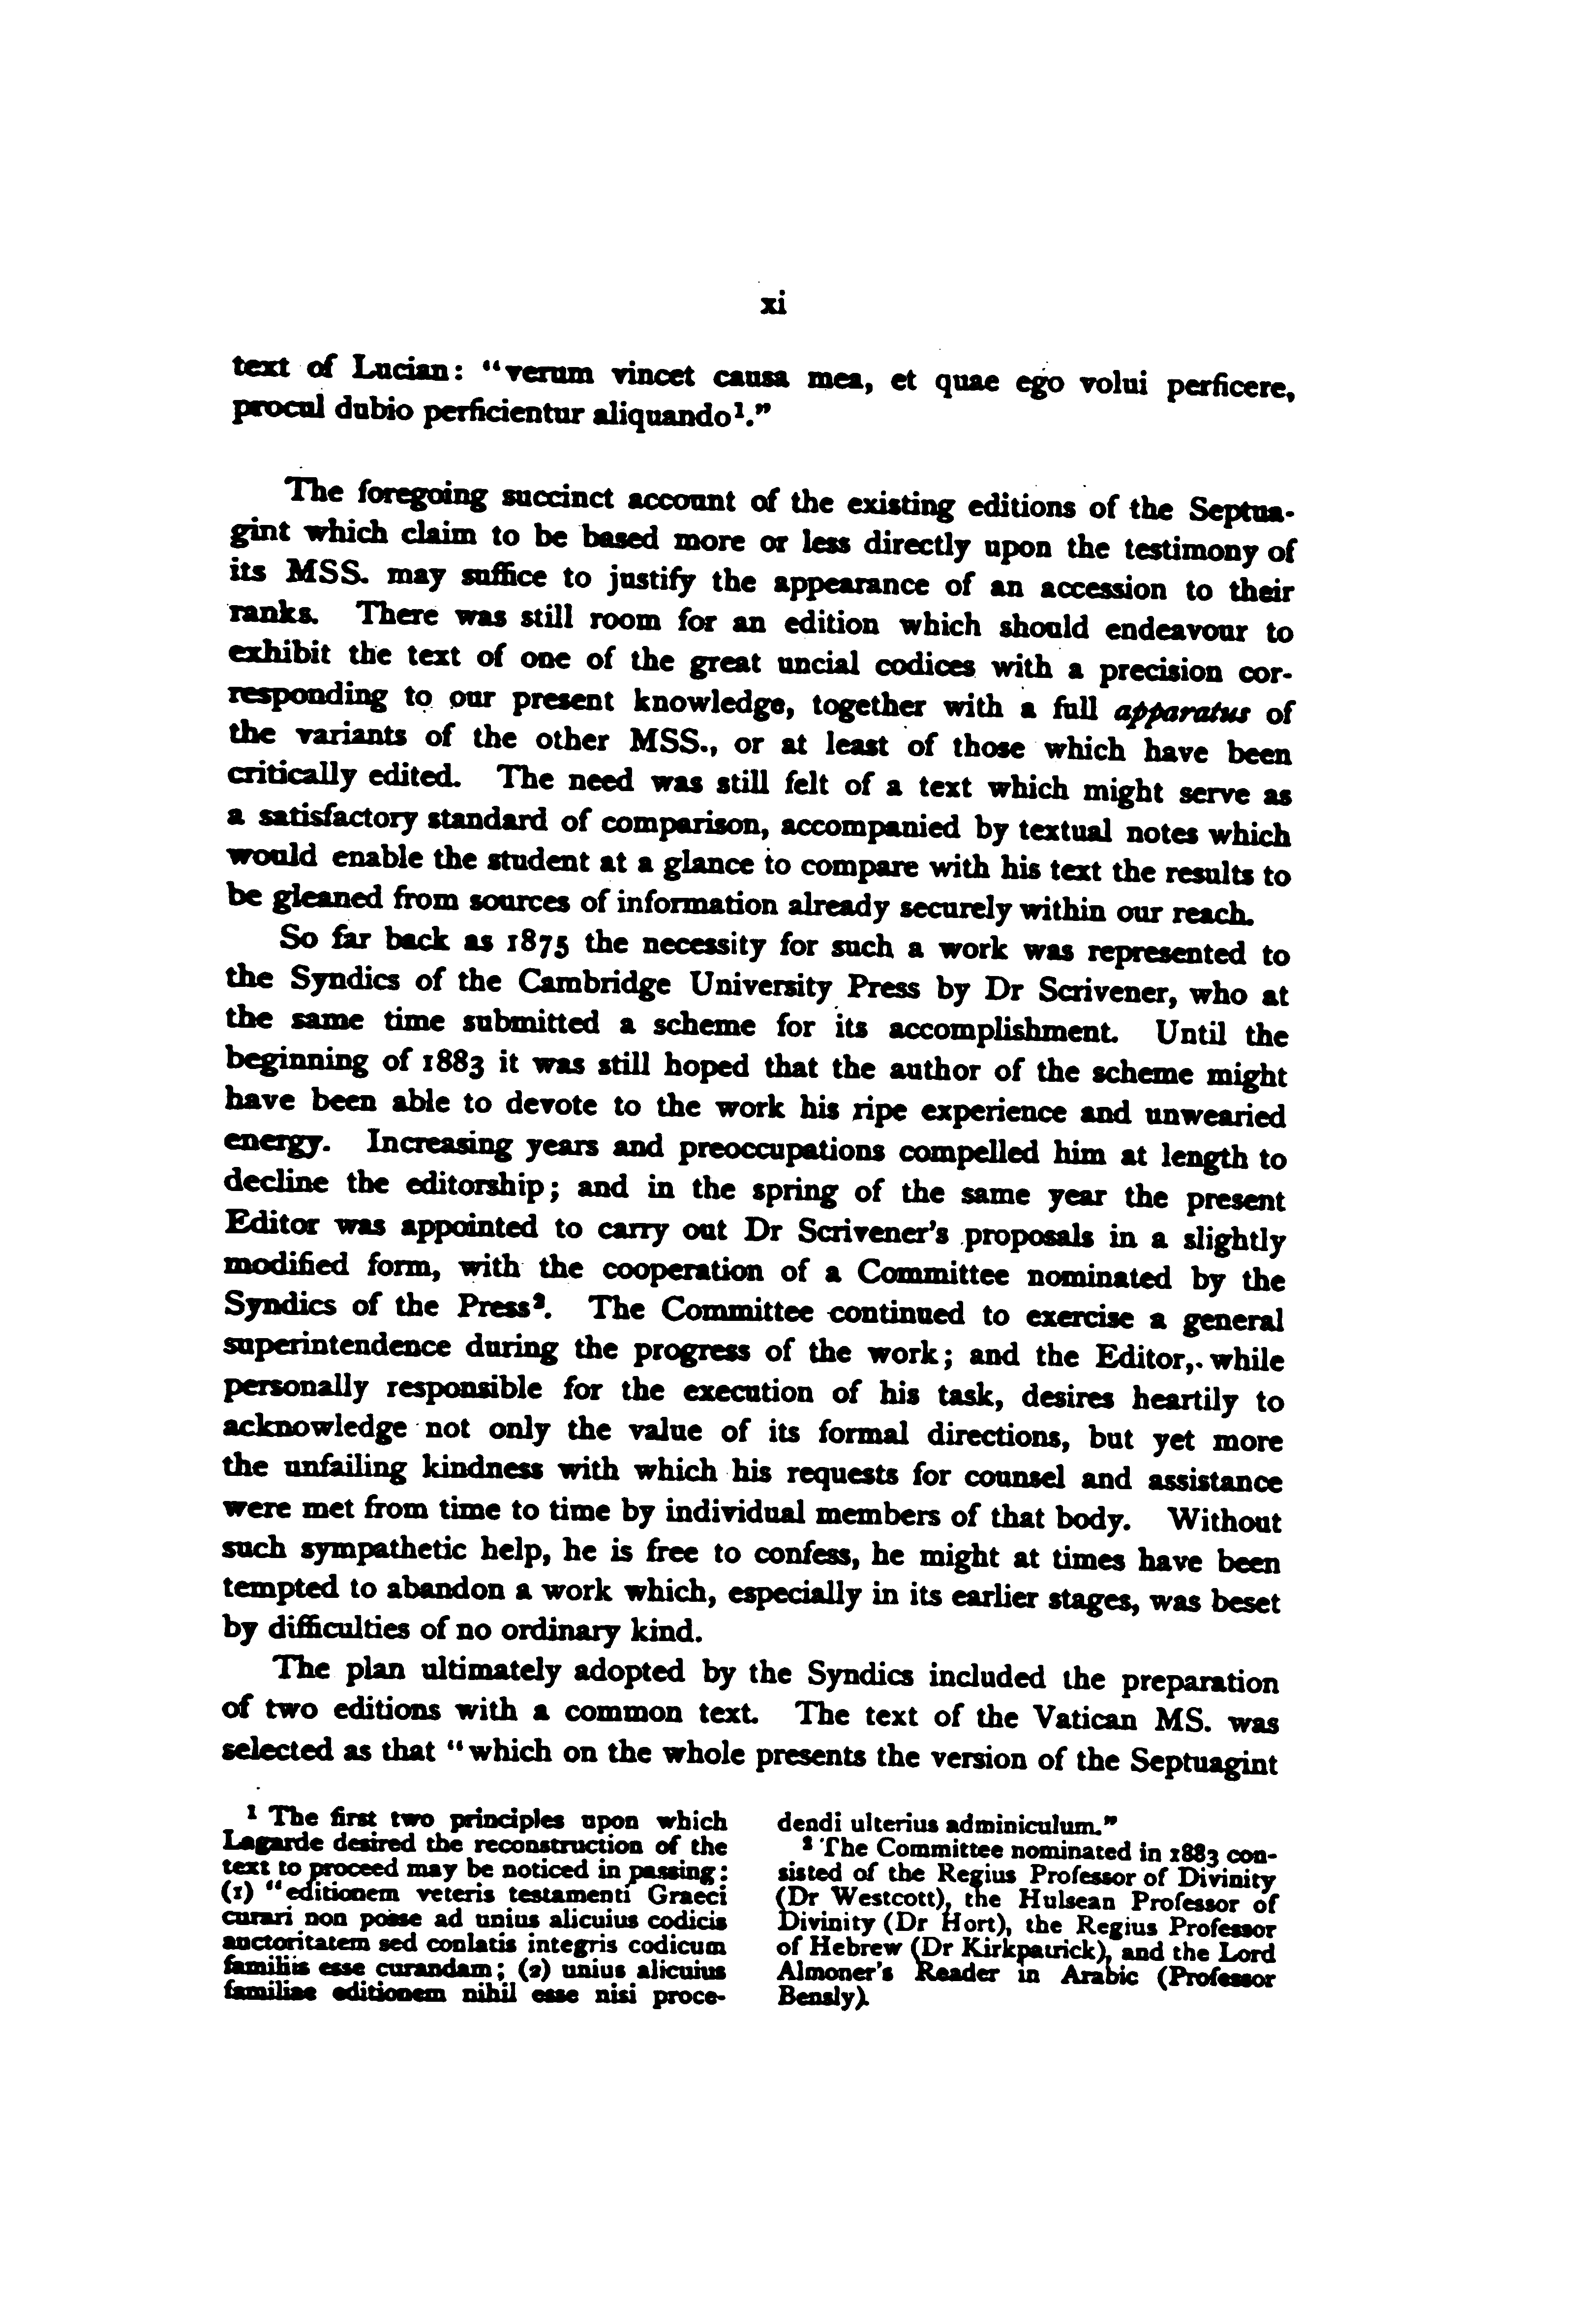 xi
text of Lucian: “verum vincet causa mea, et quae ego volui perficere,
procul dubio perficientur aliquando¹.”
The foregoing succinct account of the existing editions of the Septua-
gint which claim to be based more or less directly upon the testimony of
its MSS. may suffice to justify the appearance of an accession to their
ranks. There was still room for an edition which should endeavour to
exhibit the text of one of the great uncial codices with a precision cor-
responding to our present knowledge, together with a full apparatus of
the variants of the other MSS., or at least of those which have been
critically edited. The need was still felt of a text which might serve as
a satisfactory standard of comparison, accompanied by textual notes which
would enable the student at a glance to compare with his text the results to
be gleaned from sources of information already securely within our reach.
So far back as 1875 the necessity for such a work was represented to
the Syndics of the Cambridge University Press by Dr Scrivener, who at
the same time submitted a scheme for its accomplishment. Until the
beginning of 1883 it was still hoped that the author of the scheme might
have been able to devote to the work his ripe experience and unwearied
energy. Increasing years and preoccupations compelled him at length to
decline the editorship; and in the spring of the same year the present
Editor was appointed to carry out Dr Scrivener’s proposals in a slightly
modified form, with the cooperation of a Committee nominated by the
Syndics of the Press². The Committee continued to exercise a general
superintendence during the progress of the work; and the Editor, while
personally responsible for the execution of his task, desires heartily to
acknowledge not only the value of its formal directions, but yet more
the unfailing kindness with which his requests for counsel and assistance
were met from time to time by individual members of that body. Without
such sympathetic help, he is free to confess, he might at times have been
tempted to abandon a work which, especially in its earlier stages, was beset
by difficulties of no ordinary kind.
The plan ultimately adopted by the Syndics included the preparation
of two editions with a common text. The text of the Vatican MS. was
selected as that “which on the whole presents the version of the Septuagint
¹ The first two principles upon which
Lagarde desired the reconstruction of the
text to proceed may be noticed in passing:
(1) “editionem veteris testamenti Graeci
curari non posse ad unius alicuius codicis
auctoritatem sed conlatis integris codicum
familiis esse curandam; (2) unius alicuius
familiae editionem nihil esse nisi proce-
dendi ulterius adminiculum.”
² The Committee nominated in 1883 con-
sisted of the Regius Professor of Divinity
(Dr Westcott), the Hulsean Professor of
Divinity (Dr Hort), the Regius Professor
of Hebrew (Dr Kirkpatrick), and the Lord
Almoner’s Reader in Arabic (Professor
Bensly).